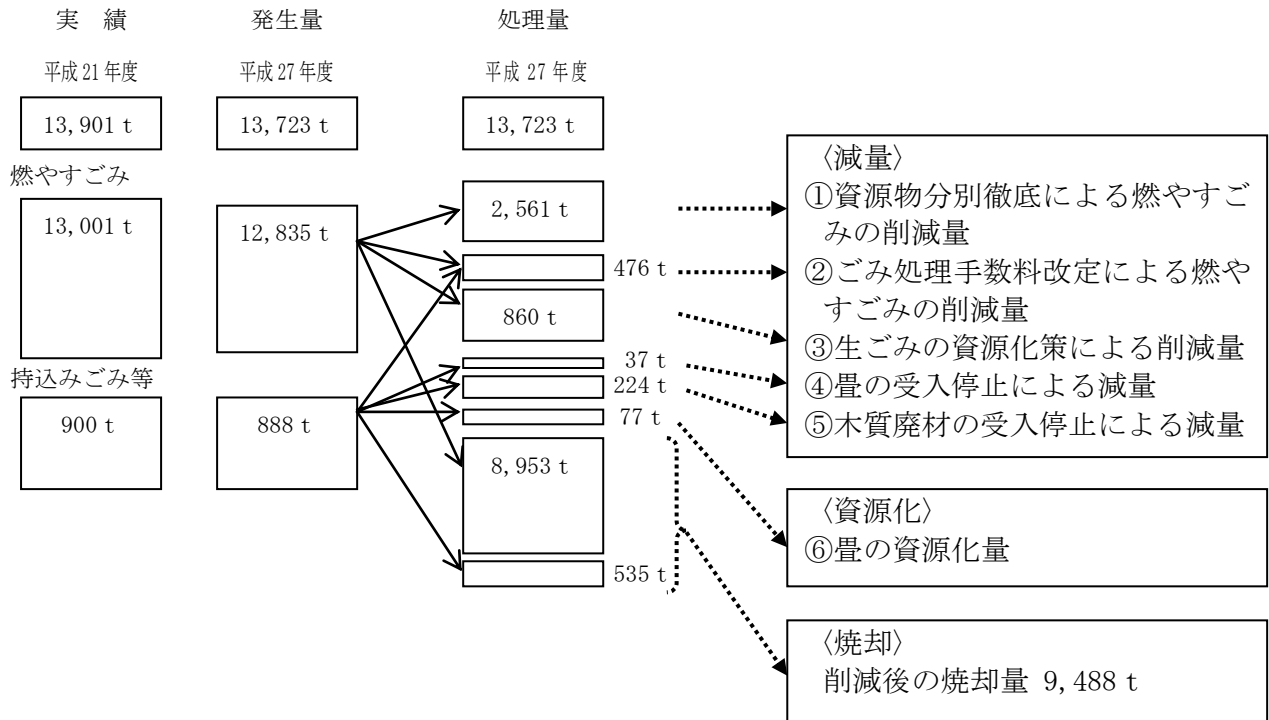 実　績
発生量
処理量
平成 21 年度
平成 27 年度
平成 27 年度
13,901 t
13,723 t
13,723 t
燃やすごみ
13,001 t
12,835 t
2,561 t
476 t
860 t
37 t
224 t
77 t
持込みごみ等
900 t
888 t
8,953 t
535 t
〈減量〉
①資源物分別徹底による燃やすご
みの削減量
②ごみ処理手数料改定による燃や
すごみの削減量
③生ごみの資源化策による削減量
④畳の受入停止による減量
⑤木質廃材の受入停止による減量
〈資源化〉
⑥畳の資源化量
〈焼却〉
削減後の焼却量 9,488 t